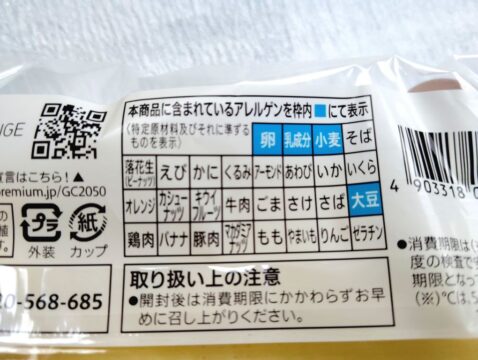 本商品に含まれているアレルゲンを枠内■にて表示
(特定原材料及びそれに準ずるものを表示)
卵 乳成分 小麦 そば
落花生(ピーナッツ) えび かに くるみ アーモンド あわび いか いくら
オレンジ カシューナッツ キウイフルーツ 牛肉 ごま さけ さば 大豆
鶏肉 バナナ 豚肉 マカダミアナッツ もも やまいも りんご ゼラチン
取り扱い上の注意
●開封後は消費期限にかかわらずお早
めに召し上がりください。
NGE
宣言はこちら!▲
premium.jp/GC2050
プラ 紙
外装 カップ
0-568-685
4 903318
●消費期限は
度の検査で
期限となっ
(※)℃は、5